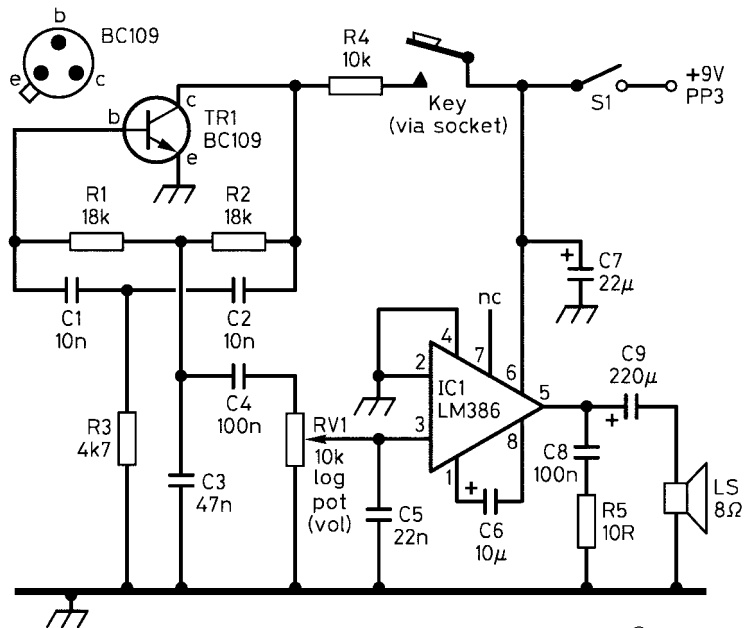 b
BC109
e
c
R4
10k
Key
(via socket)
S1
+9V
PP3
b
c
TR1
BC109
e
R1
18k
R2
18k
C1
10n
C2
10n
+
C7
22µ
nc
4
7
6
2
IC1
LM386
5
3
8
1
C9
220µ
+
C4
100n
R3
4k7
RV1
10k
log
pot
(vol)
C3
47n
C5
22n
+
C6
10µ
C8
100n
R5
10R
LS
8Ω